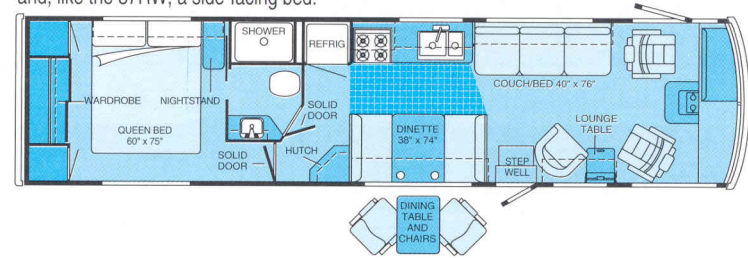 and, like the 37RW, a side-facing bed.
SHOWER
REFRIG
COUCH/BED 40" x 76"
WARDROBE
NIGHTSTAND
SOLID
DOOR
LOUNGE
TABLE
QUEEN BED
60" x 75"
DINETTE
38" x 74"
SOLID
DOOR
HUTCH
STEP
WELL
DINING
TABLE
AND
CHAIRS